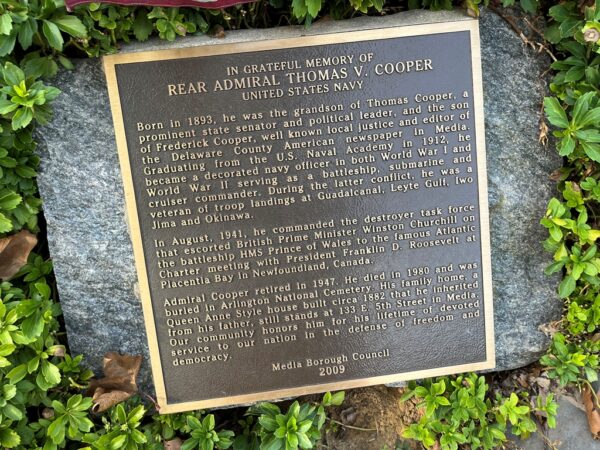 IN GRATEFUL MEMORY OF
REAR ADMIRAL THOMAS V. COOPER
UNITED STATES NAVY
Born in 1893, he was the grandson of Thomas Cooper, a
prominent state senator and political leader, and the son
of Frederick Cooper, well known local justice and editor of
the Delaware County American newspaper in Media.
Graduating from the U.S. Naval Academy in 1912, he
became a decorated navy officer in both World War I and
World War II serving as a battleship, submarine and
cruiser commander. During the latter conflict, he was a
veteran of troop landings at Guadalcanal, Leyte Gulf, Iwo
Jima and Okinawa.
In August, 1941, he commanded the destroyer task force
that escorted British Prime Minister Winston Churchill on
the battleship HMS Prince of Wales to the famous Atlantic
Charter meeting with President Franklin D. Roosevelt at
Placentia Bay in Newfoundland, Canada.
Admiral Cooper retired in 1947. He died in 1980 and was
buried in Arlington National Cemetery. His family home, a
Queen Anne Style house built circa 1882 that he inherited
from his father, still stands at 133 E. 5th Street in Media.
Our community honors him for his lifetime of devoted
service to our nation in the defense of freedom and
democracy.
Media Borough Council
2009